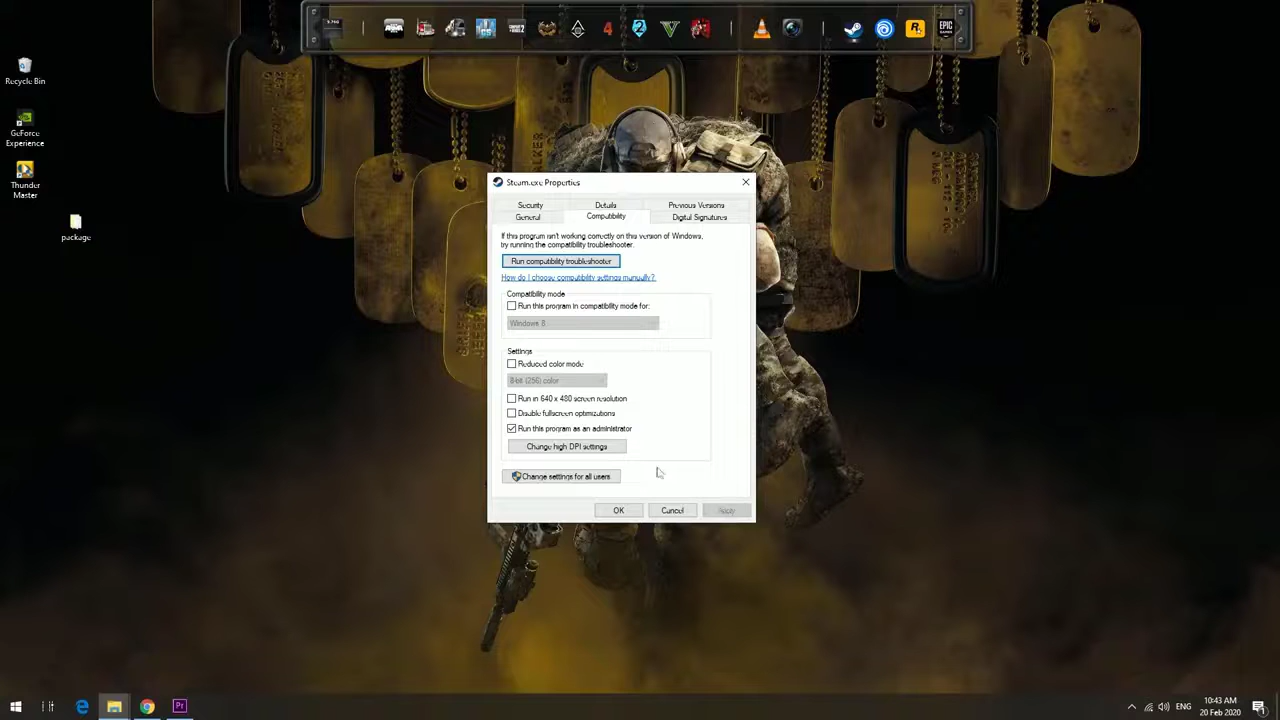 Recycle Bin
GeForce
Experience
Thunder
Master
package
Steam.exe Properties
Security
Details
Previous Versions
General
Compatibility
Digital Signatures
If this program isn't working correctly on this version of Windows,
try running the compatibility troubleshooter.
Run compatibility troubleshooter
How do I choose compatibility settings manually?
Compatibility mode
Run this program in compatibility mode for:
Windows 8
Settings
Reduced color mode
8-bit (256) color
Run in 640 x 480 screen resolution
Disable fullscreen optimizations
Run this program as an administrator
Change high DPI settings
Change settings for all users
OK
Cancel
Apply
Pr
ENG
10:43 AM
20 Feb 2020